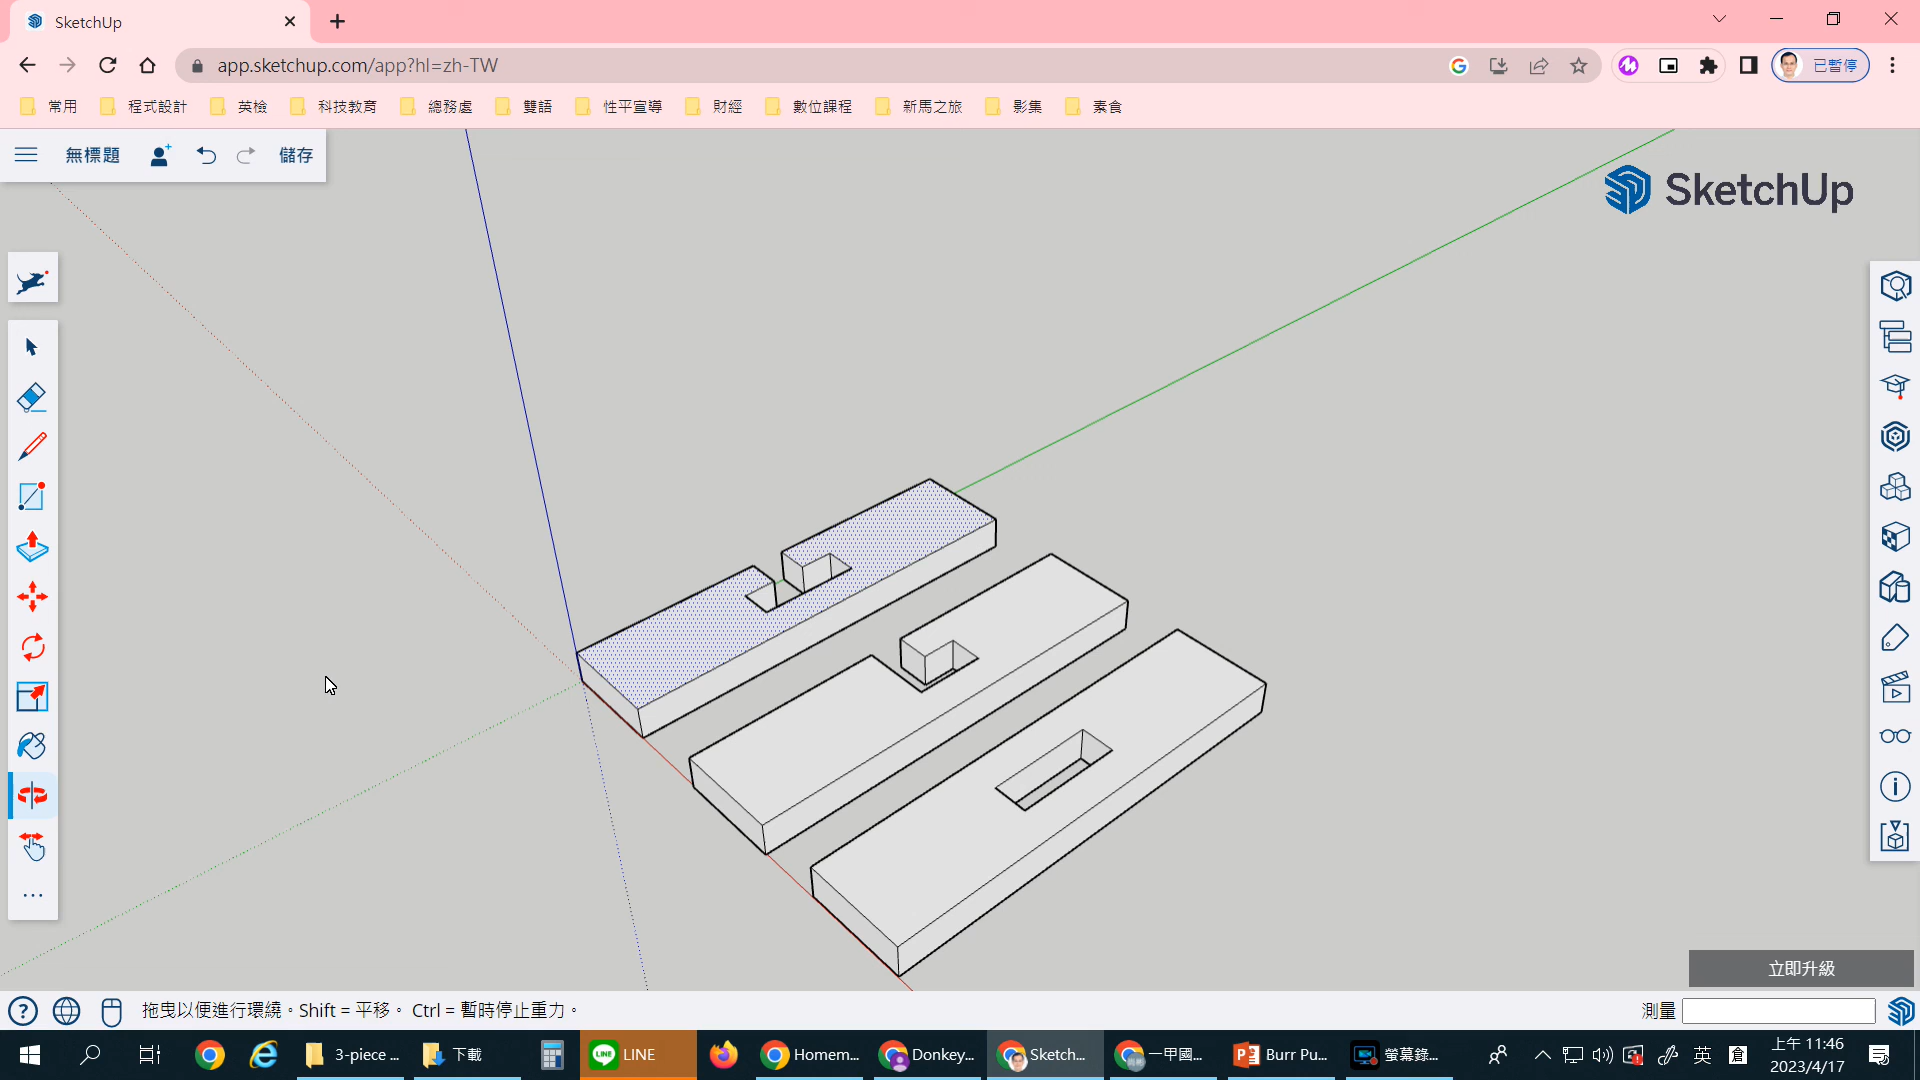 SketchUp
app.sketchup.com/app?hl=zh-TW
已暫停
常用 程式設計 英檢 科技教育 總務處 雙語 性平宣導 財經 數位課程 新馬之旅 影集 素食
無標題 儲存
SketchUp
立即升級
拖曳以便進行環繞。Shift = 平移。 Ctrl = 暫時停止重力。
測量
3-piece ... 下載 LINE Homem... Donkey... Sketch... 一甲國... Burr Pu... 螢幕錄... 英 倉 上午 11:46
2023/4/17